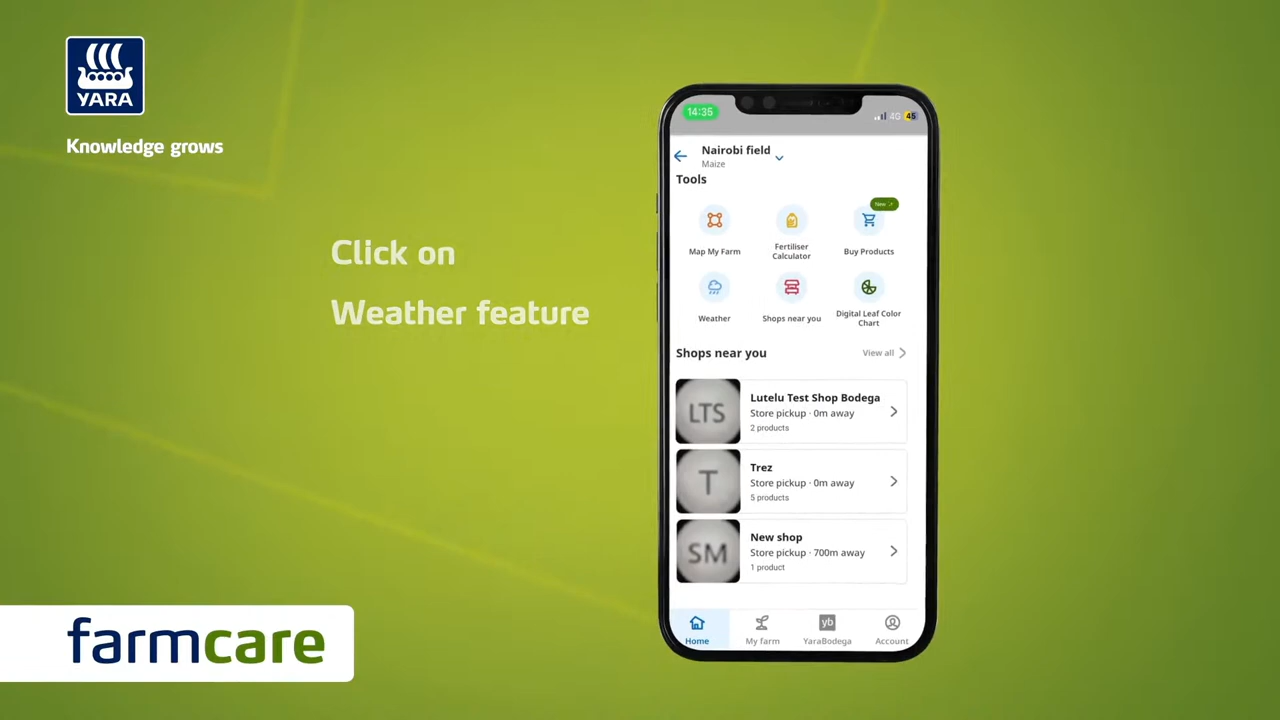 YARA
Knowledge grows
Click on
Weather feature
farmcare
14:35
4G
45
Nairobi field
Maize
Tools
New
Map My Farm
Fertiliser
Calculator
Buy Products
Weather
Shops near you
Digital Leaf Color
Chart
Shops near you
View all
LTS
Lutelu Test Shop Bodega
Store pickup · 0m away
2 products
T
Trez
Store pickup · 0m away
5 products
SM
New shop
Store pickup · 700m away
1 product
Home
My farm
yb
YaraBodega
Account